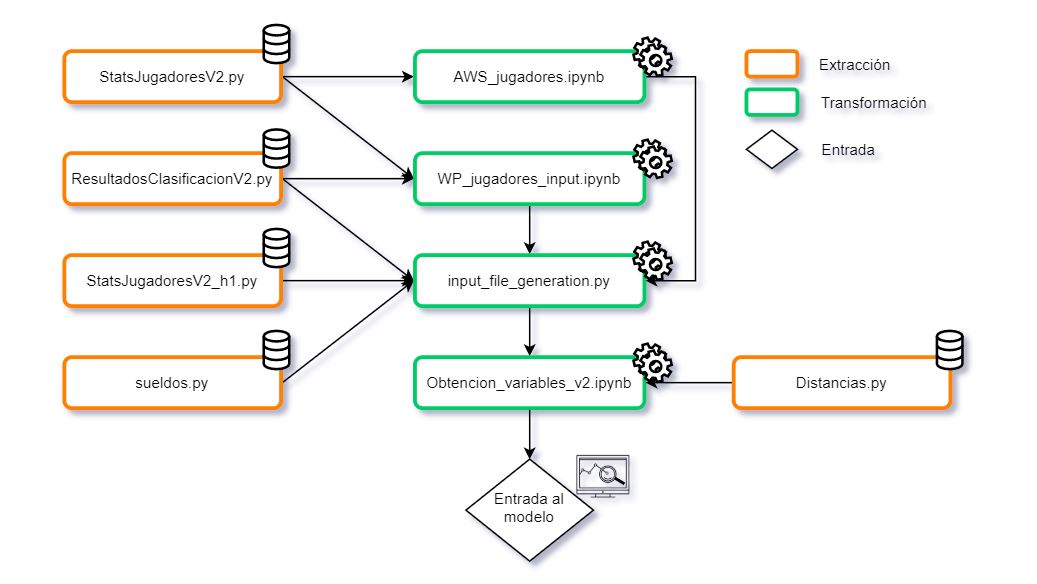 StatsJugadoresV2.py
AWS_jugadores.ipynb
Extracción
Transformación
Entrada
ResultadosClasificacionV2.py
WP_jugadores_input.ipynb
StatsJugadoresV2_h1.py
input_file_generation.py
sueldos.py
Obtencion_variables_v2.ipynb
Distancias.py
Entrada al
modelo